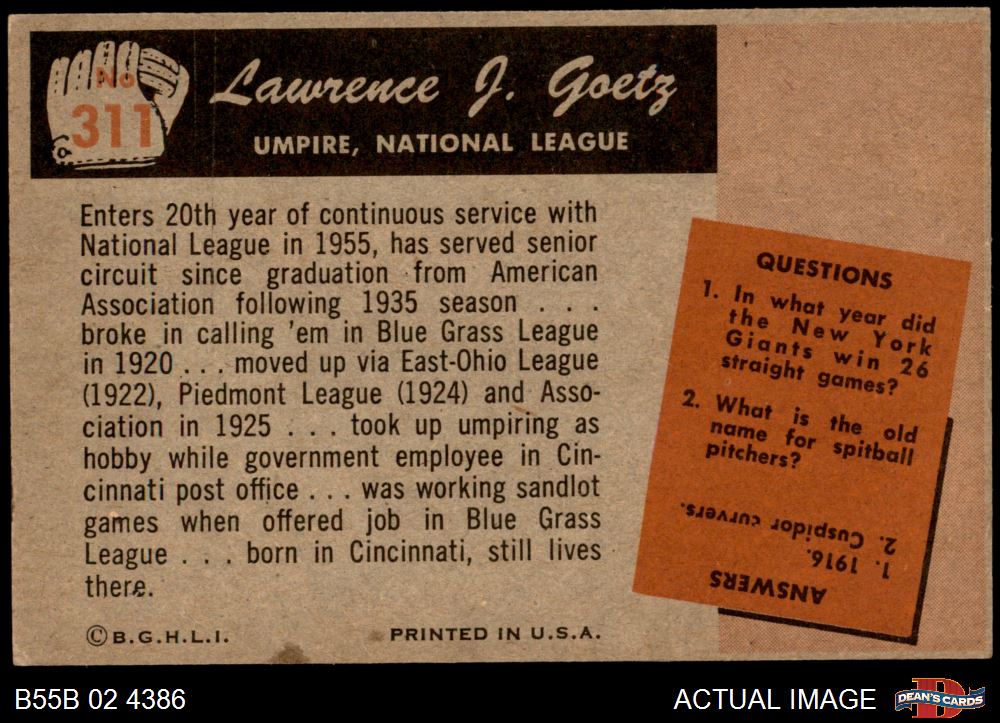 No
311
Lawrence J. Goetz
UMPIRE, NATIONAL LEAGUE
Enters 20th year of continuous service with
National League in 1955, has served senior
circuit since graduation from American
Association following 1935 season . . .
broke in calling 'em in Blue Grass League
in 1920 . . . moved up via East-Ohio League
(1922), Piedmont League (1924) and Asso-
ciation in 1925 . . . took up umpiring as
hobby while government employee in Cin-
cinnati post office . . . was working sandlot
games when offered job in Blue Grass
League . . . born in Cincinnati, still lives
there.
© B.G.H.L.I.
PRINTED IN U.S.A.
QUESTIONS
1. In what year did
the New York
Giants win 26
straight games?
2. What is the old
name for spitball
pitchers?
ANSWERS
1. 1916.
2. Cuspidor curvers.
B55B 02 4386
ACTUAL IMAGE
D
DEAN'S CARDS